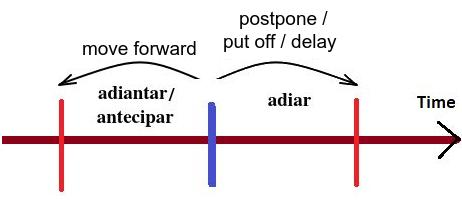 postpone /
put off / delay
move forward
adiantar/
antecipar
adiar
Time